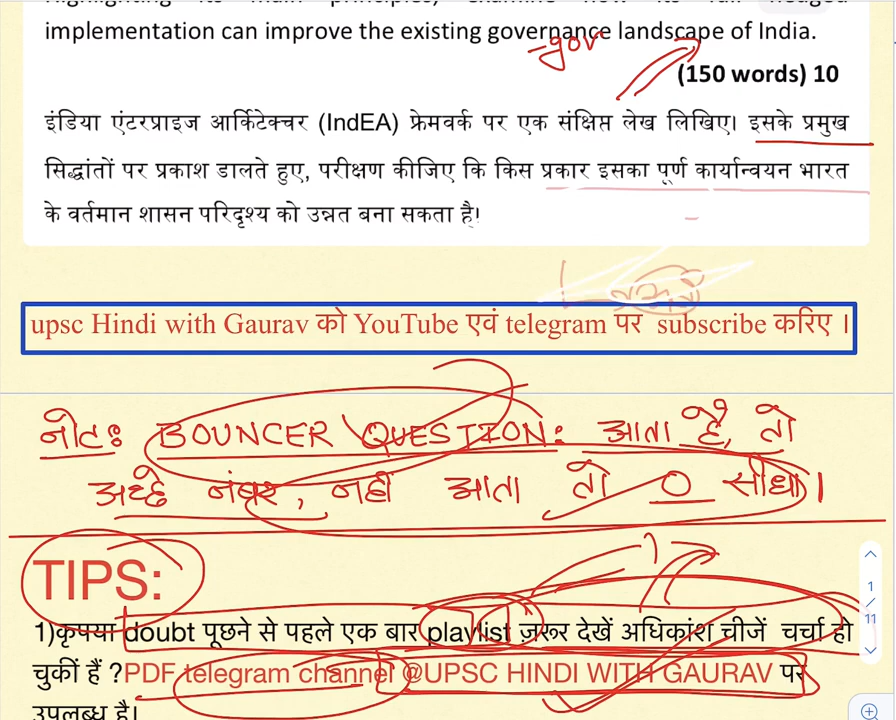 implementation can improve the existing governance landscape of India.
-gov
(150 words) 10
इंडिया एंटरप्राइज आर्किटेक्चर (IndEA) फ्रेमवर्क पर एक संक्षिप्त लेख लिखिए। इसके प्रमुख
सिद्धांतों पर प्रकाश डालते हुए, परीक्षण कीजिए कि किस प्रकार इसका पूर्ण कार्यान्वयन भारत
के वर्तमान शासन परिदृश्य को उन्नत बना सकता है।
upsc Hindi with Gaurav को YouTube एवं telegram पर subscribe करिए ।
नोट: BOUNCER QUESTION: आता है, तो
अच्छे नंबर, नहीं आता तो 0 सीधा।
TIPS:
1)कृपया doubt पूछने से पहले एक बार playlist ज़रूर देखें अधिकांश चीजें चर्चा हो
चुकीं हैं ?PDF telegram channel @UPSC HINDI WITH GAURAV पर
उपलब्ध है।
1
/
11